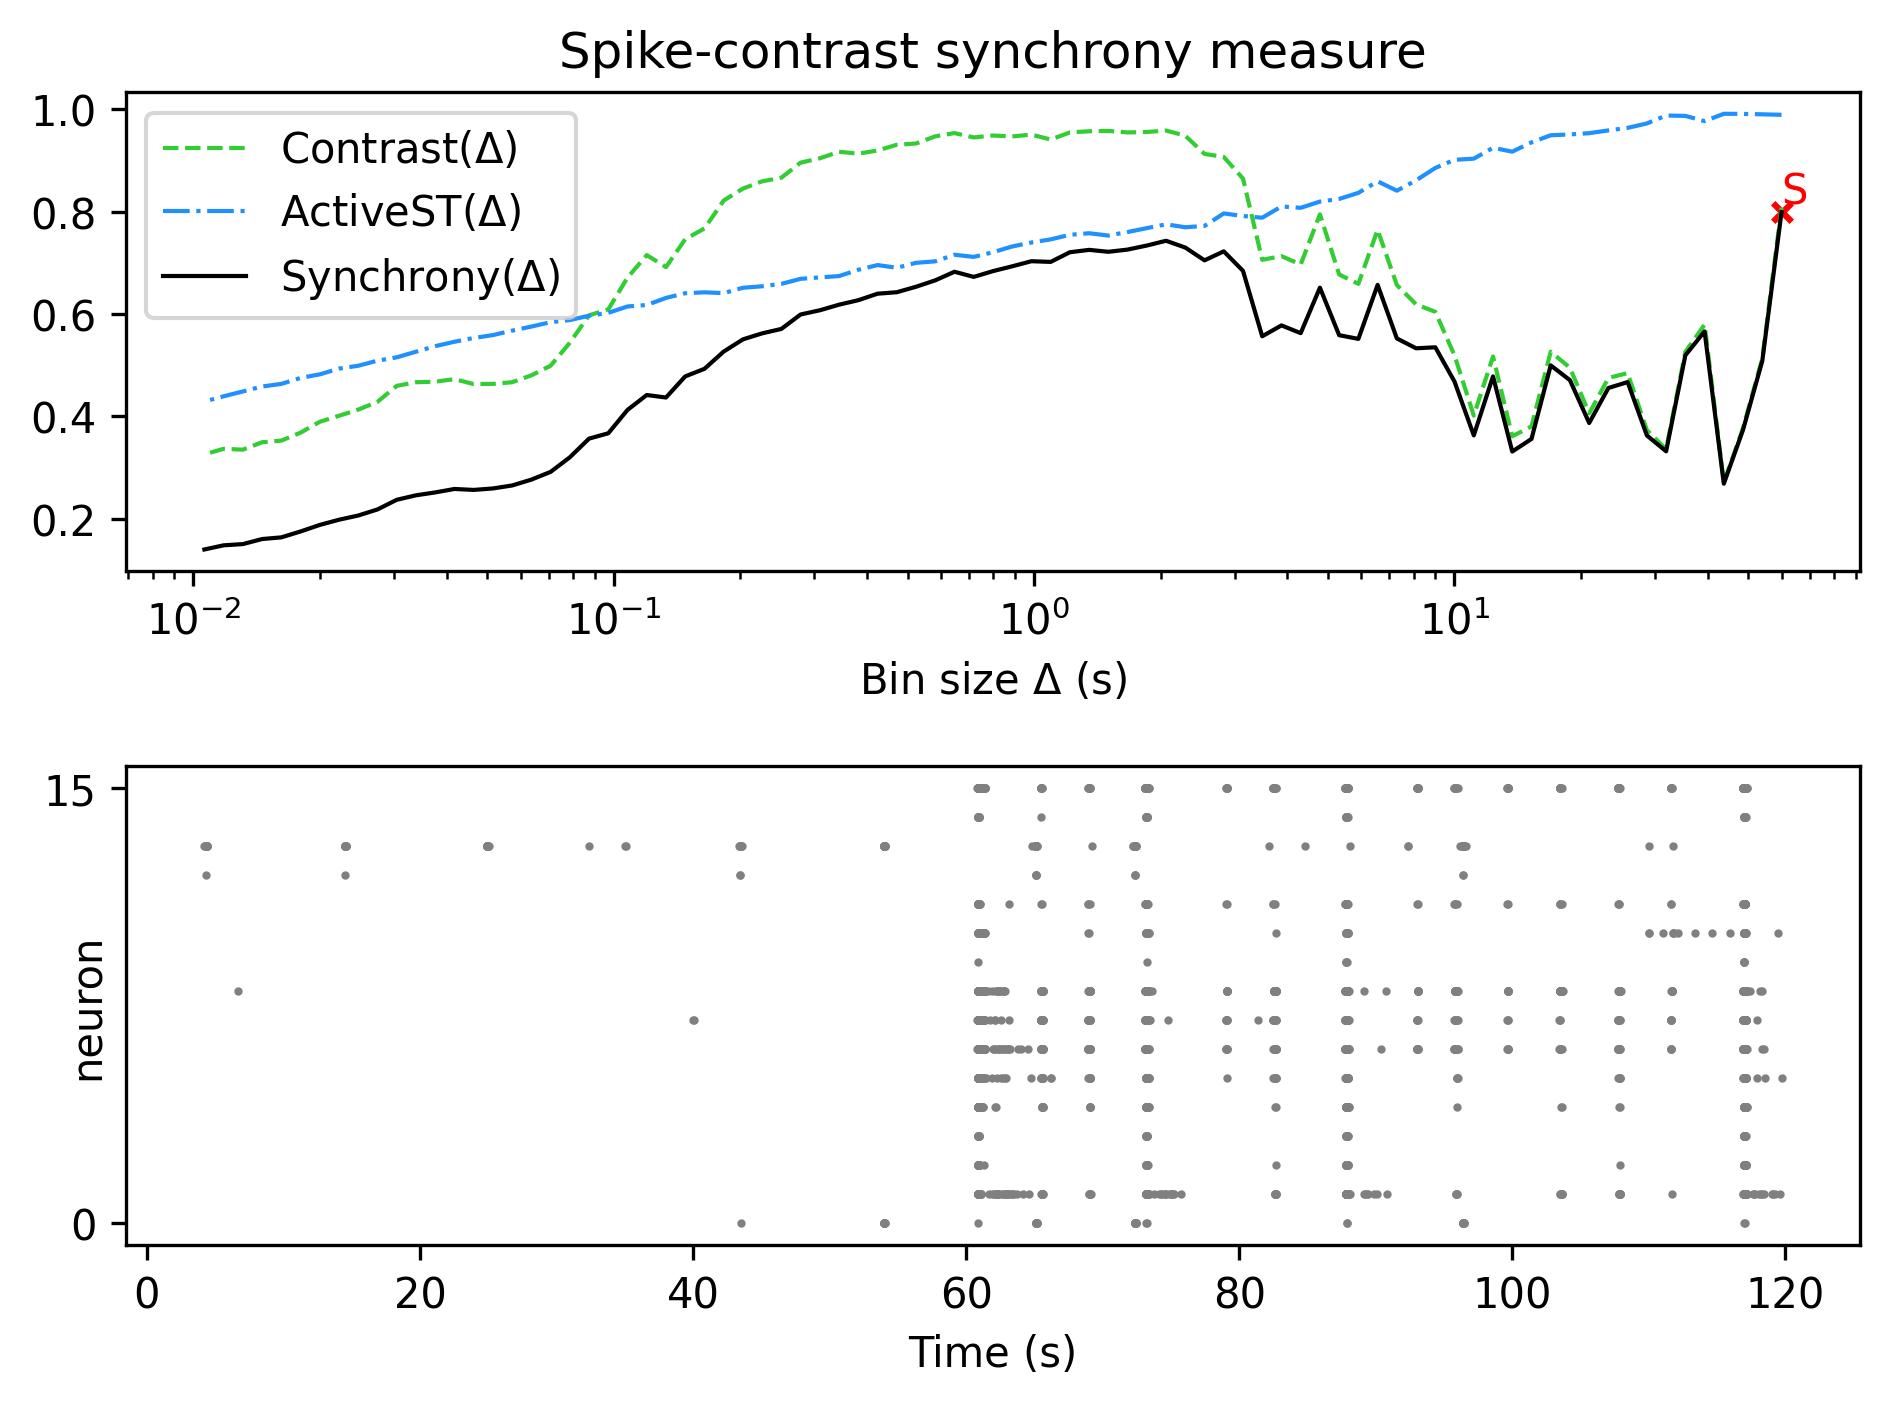 Spike-contrast synchrony measure
1.0
0.8
0.6
0.4
0.2
Contrast(Δ)
ActiveST(Δ)
Synchrony(Δ)
S
10⁻² 10⁻¹ 10⁰ 10¹
Bin size Δ (s)
15
0
neuron
0 20 40 60 80 100 120
Time (s)